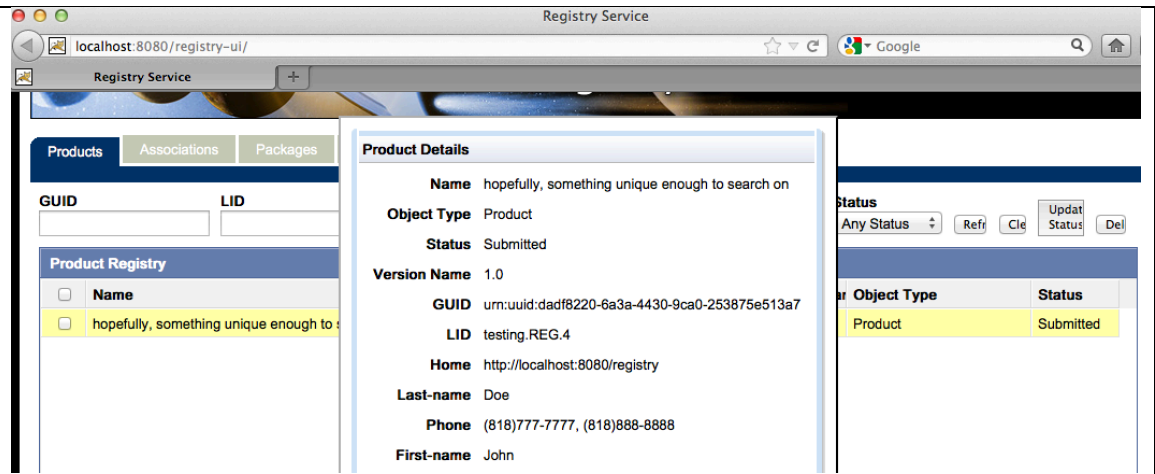 Registry Service
localhost:8080/registry-ui/
Google
Registry Service
Products Associations Packages
GUID LID
Status
Any Status Refr Cle Updat Status Del
Product Registry
Name Object Type Status
hopefully, something unique enough to Product Submitted
Product Details
Name hopefully, something unique enough to search on
Object Type Product
Status Submitted
Version Name 1.0
GUID urn:uuid:dadf8220-6a3a-4430-9ca0-253875e513a7
LID testing.REG.4
Home http://localhost:8080/registry
Last-name Doe
Phone (818)777-7777, (818)888-8888
First-name John